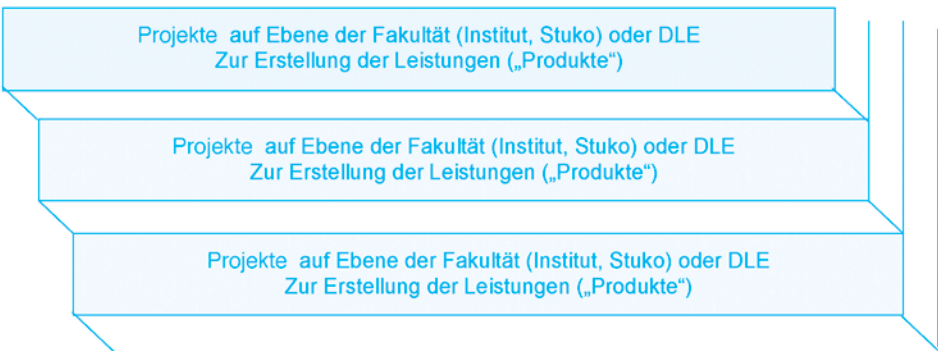 Projekte auf Ebene der Fakultät (Institut, Stuko) oder DLE
Zur Erstellung der Leistungen („Produkte“)
Projekte auf Ebene der Fakultät (Institut, Stuko) oder DLE
Zur Erstellung der Leistungen („Produkte“)
Projekte auf Ebene der Fakultät (Institut, Stuko) oder DLE
Zur Erstellung der Leistungen („Produkte“)